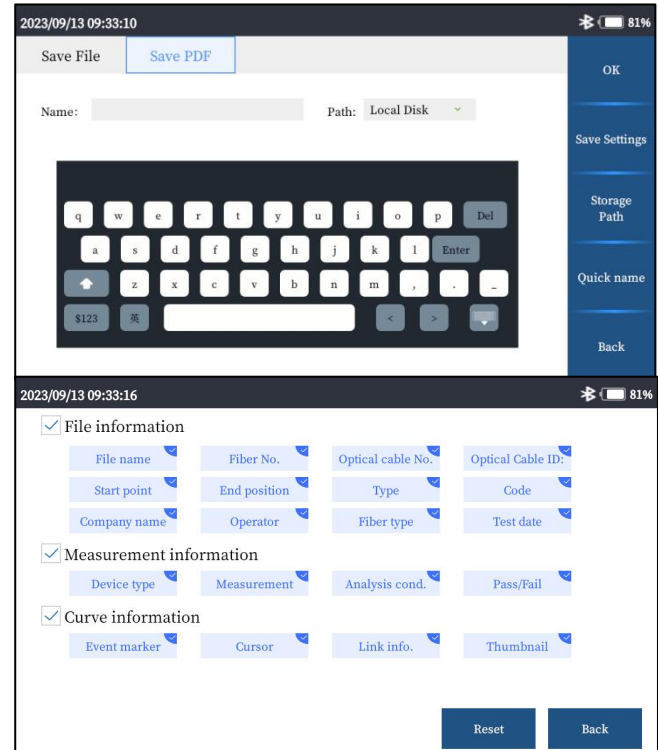 2023/09/13 09:33:10 81%
Save File Save PDF
OK
Name: Path: Local Disk
Save Settings
Storage
Path
q w e r t y u i o p Del
a s d f g h j k l Enter
z x c v b n m , . _
$123 英 < >
Quick name
Back
2023/09/13 09:33:16 81%
File information
File name Fiber No. Optical cable No. Optical Cable ID:
Start point End position Type Code
Company name Operator Fiber type Test date
Measurement information
Device type Measurement Analysis cond. Pass/Fail
Curve information
Event marker Cursor Link info. Thumbnail
Reset Back